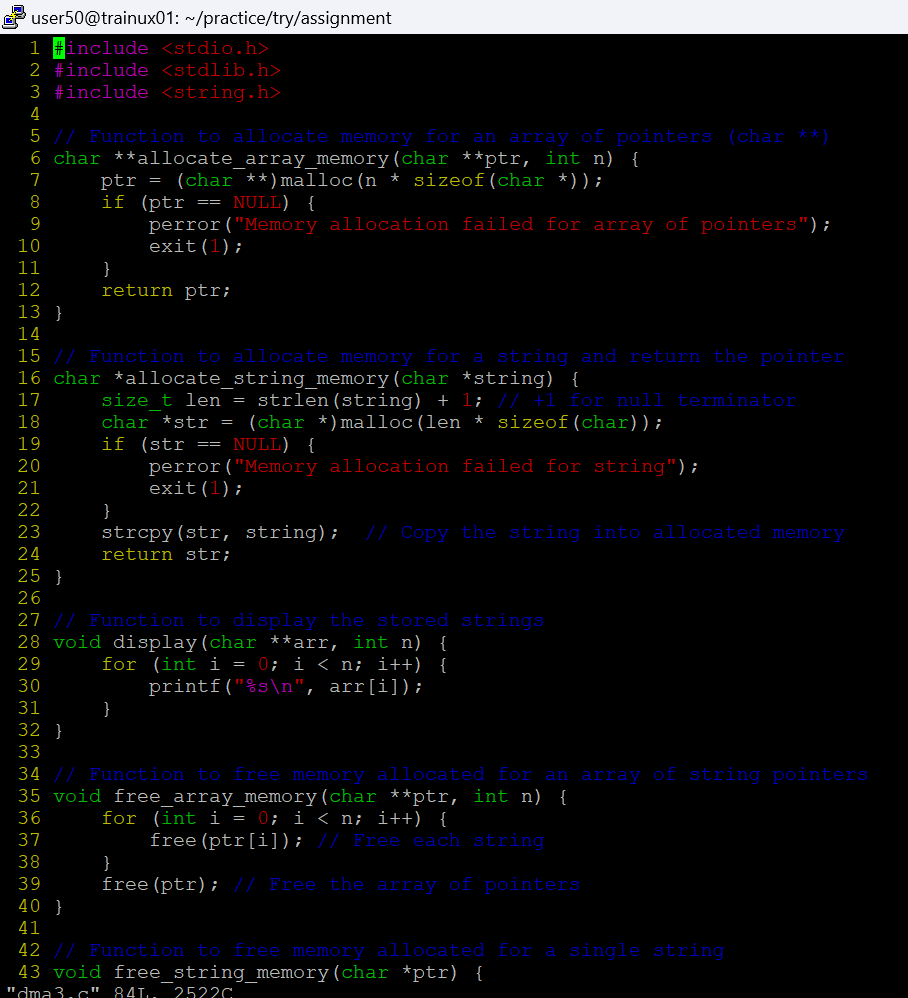 user50@trainux01: ~/practice/try/assignment
1 #include <stdio.h>
2 #include <stdlib.h>
3 #include <string.h>
4
5 // Function to allocate memory for an array of pointers (char **)
6 char **allocate_array_memory(char **ptr, int n) {
7     ptr = (char **)malloc(n * sizeof(char *));
8     if (ptr == NULL) {
9         perror("Memory allocation failed for array of pointers");
10         exit(1);
11     }
12     return ptr;
13 }
14
15 // Function to allocate memory for a string and return the pointer
16 char *allocate_string_memory(char *string) {
17     size_t len = strlen(string) + 1; // +1 for null terminator
18     char *str = (char *)malloc(len * sizeof(char));
19     if (str == NULL) {
20         perror("Memory allocation failed for string");
21         exit(1);
22     }
23     strcpy(str, string);  // Copy the string into allocated memory
24     return str;
25 }
26
27 // Function to display the stored strings
28 void display(char **arr, int n) {
29     for (int i = 0; i < n; i++) {
30         printf("%s\n", arr[i]);
31     }
32 }
33
34 // Function to free memory allocated for an array of string pointers
35 void free_array_memory(char **ptr, int n) {
36     for (int i = 0; i < n; i++) {
37         free(ptr[i]); // Free each string
38     }
39     free(ptr); // Free the array of pointers
40 }
41
42 // Function to free memory allocated for a single string
43 void free_string_memory(char *ptr) {
"dma3.c" 84L, 2522C